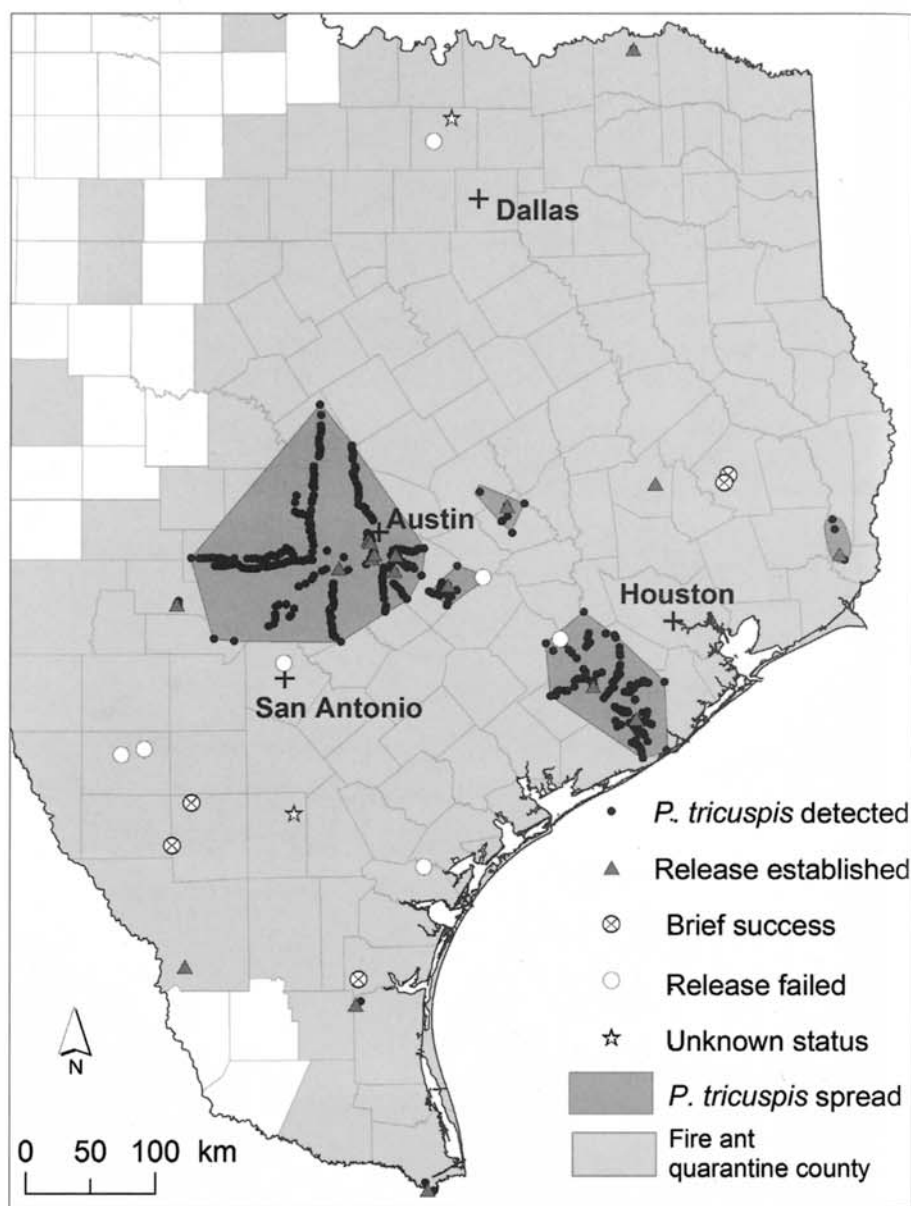 Dallas
Austin
Houston
San Antonio
P. tricuspis detected
Release established
Brief success
Release failed
Unknown status
P. tricuspis spread
Fire ant
quarantine county
N
0 50 100 km